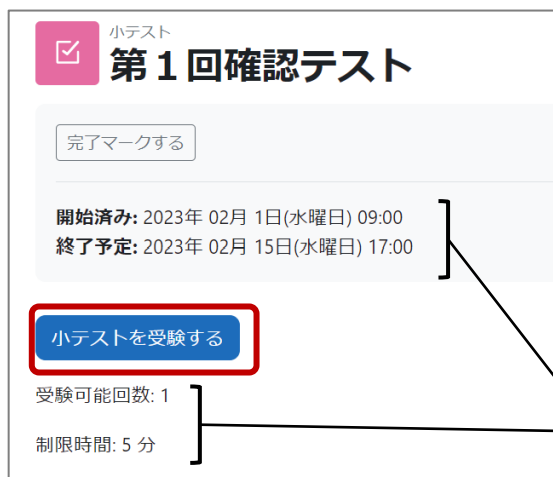 小テスト
第１回確認テスト
完了マークする
開始済み: 2023年 02月 1日(水曜日) 09:00
終了予定: 2023年 02月 15日(水曜日) 17:00
小テストを受験する
受験可能回数: 1
制限時間: 5 分